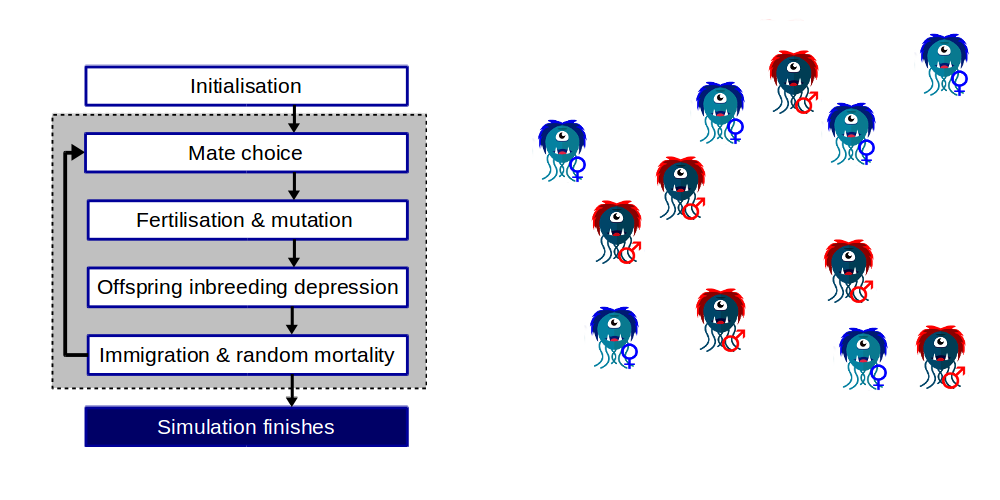 Initialisation
Mate choice
Fertilisation & mutation
Offspring inbreeding depression
Immigration & random mortality
Simulation finishes